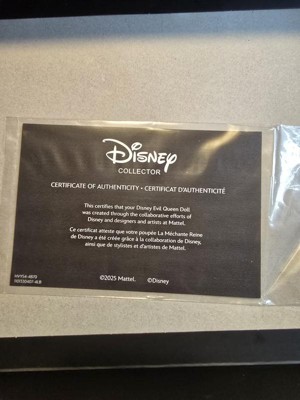 Disney
COLLECTOR
CERTIFICATE OF AUTHENTICITY • CERTIFICAT D'AUTHENTICITÉ
This certifies that your Disney Evil Queen Doll
was created through the collaborative efforts of
Disney and designers and artists at Mattel.
Ce certificat atteste que votre poupée La Méchante Reine
de Disney a été créée grâce à la collaboration de Disney,
ainsi que de stylistes et d'artistes de Mattel.
©2025 Mattel. ©Disney